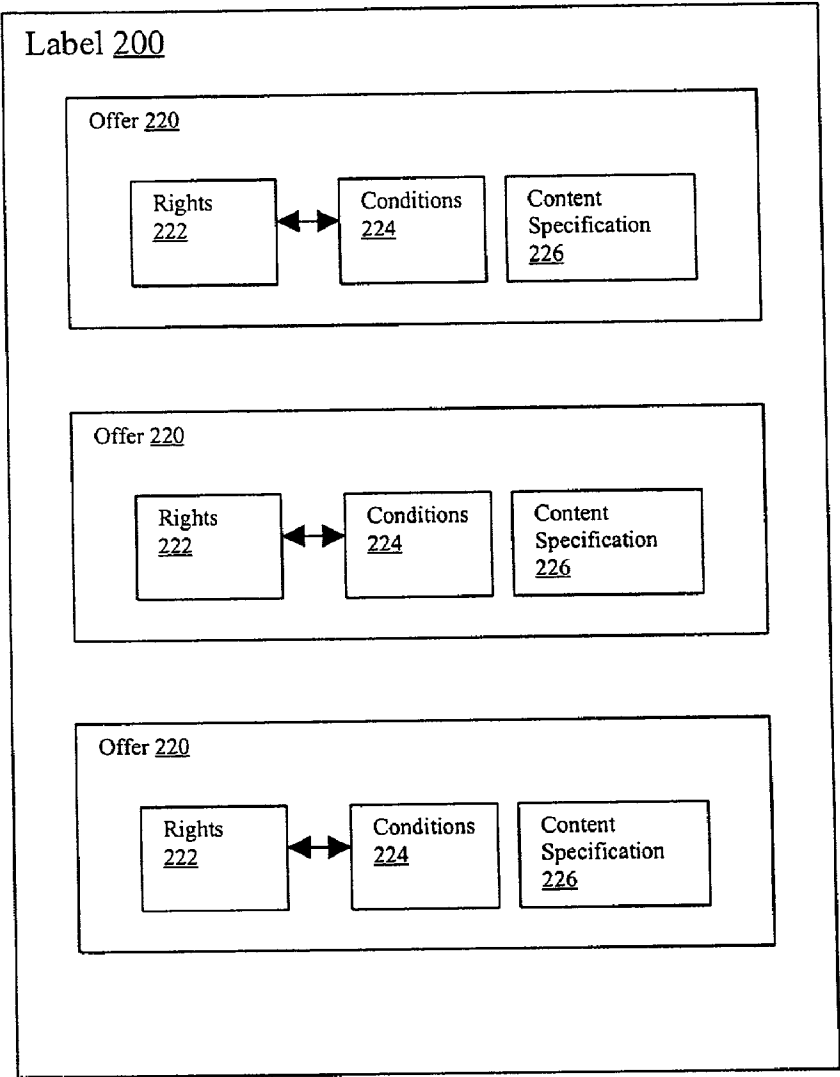 Label 200
Offer 220
Rights
222
Conditions
224
Content
Specification
226
Offer 220
Rights
222
Conditions
224
Content
Specification
226
Offer 220
Rights
222
Conditions
224
Content
Specification
226